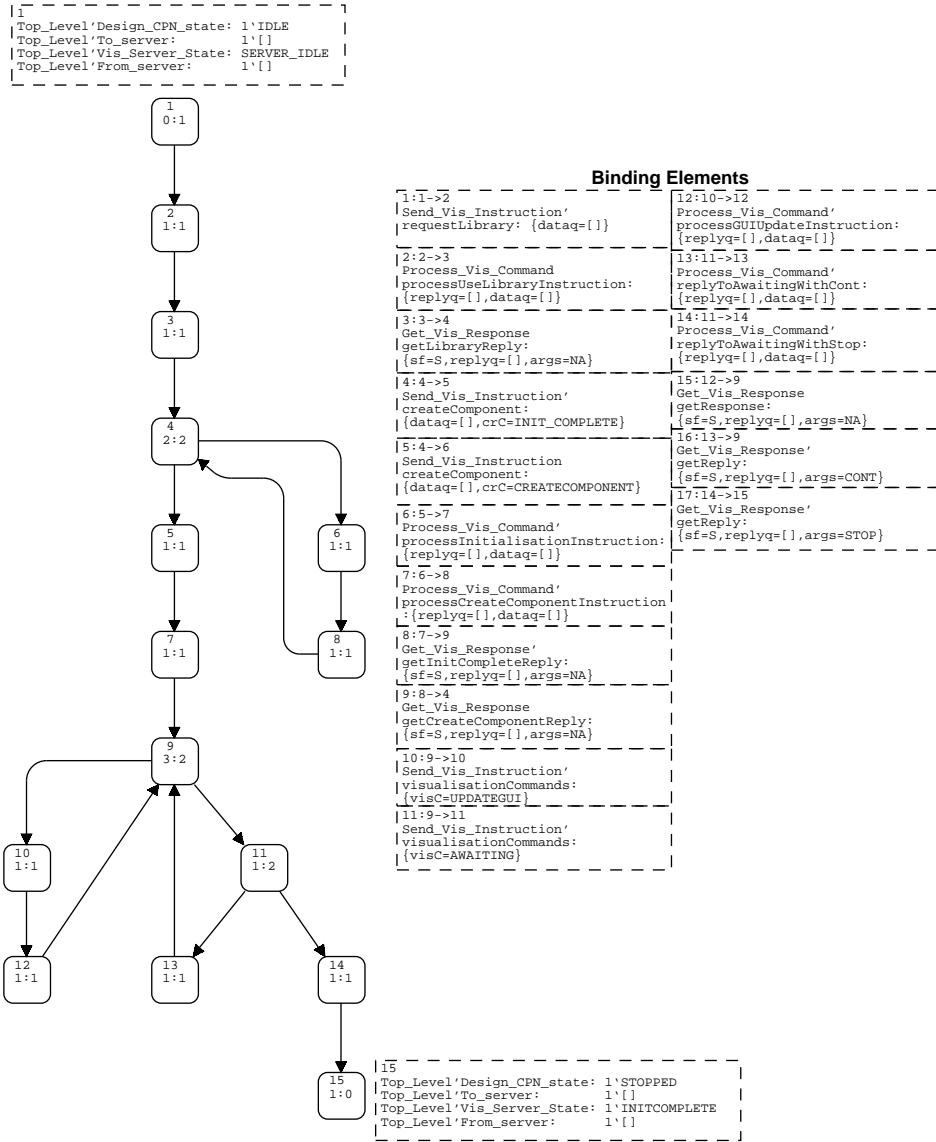 1
Top_Level'Design_CPN_state: 1`IDLE
Top_Level'To_server: 1`[]
Top_Level'Vis_Server_State: SERVER_IDLE
Top_Level'From_server: 1`[]
1
0:1
2
1:1
3
1:1
4
2:2
5
1:1
6
1:1
7
1:1
8
1:1
9
3:2
10
1:1
11
1:2
12
1:1
13
1:1
14
1:1
15
1:0
Binding Elements
1:1->2
Send_Vis_Instruction'
requestLibrary: {dataq=[]}
2:2->3
Process_Vis_Command
processUseLibraryInstruction:
{replyq=[],dataq=[]}
3:3->4
Get_Vis_Response
getLibraryReply:
{sf=S,replyq=[],args=NA}
4:4->5
Send_Vis_Instruction'
createComponent:
{dataq=[],crC=INIT_COMPLETE}
5:4->6
Send_Vis_Instruction
createComponent:
{dataq=[],crC=CREATECOMPONENT}
6:5->7
Process_Vis_Command'
processInitialisationInstruction:
{replyq=[],dataq=[]}
7:6->8
Process_Vis_Command'
processCreateComponentInstruction
:{replyq=[],dataq=[]}
8:7->9
Get_Vis_Response'
getInitCompleteReply:
{sf=S,replyq=[],args=NA}
9:8->4
Get_Vis_Response
getCreateComponentReply:
{sf=S,replyq=[],args=NA}
10:9->10
Send_Vis_Instruction'
visualisationCommands:
{visC=UPDATEGUI}
11:9->11
Send_Vis_Instruction'
visualisationCommands:
{visC=AWAITING}
12:10->12
Process_Vis_Command'
processGUIUpdateInstruction:
{replyq=[],dataq=[]}
13:11->13
Process_Vis_Command'
replyToAwaitingWithCont:
{replyq=[],dataq=[]}
14:11->14
Process_Vis_Command'
replyToAwaitingWithStop:
{replyq=[],dataq=[]}
15:12->9
Get_Vis_Response
getResponse:
{sf=S,replyq=[],args=NA}
16:13->9
Get_Vis_Response'
getReply:
{sf=S,replyq=[],args=CONT}
17:14->15
Get_Vis_Response'
getReply:
{sf=S,replyq=[],args=STOP}
15
Top_Level'Design_CPN_state: 1`STOPPED
Top_Level'To_server: 1`[]
Top_Level'Vis_Server_State: 1`INITCOMPLETE
Top_Level'From_server: 1`[]